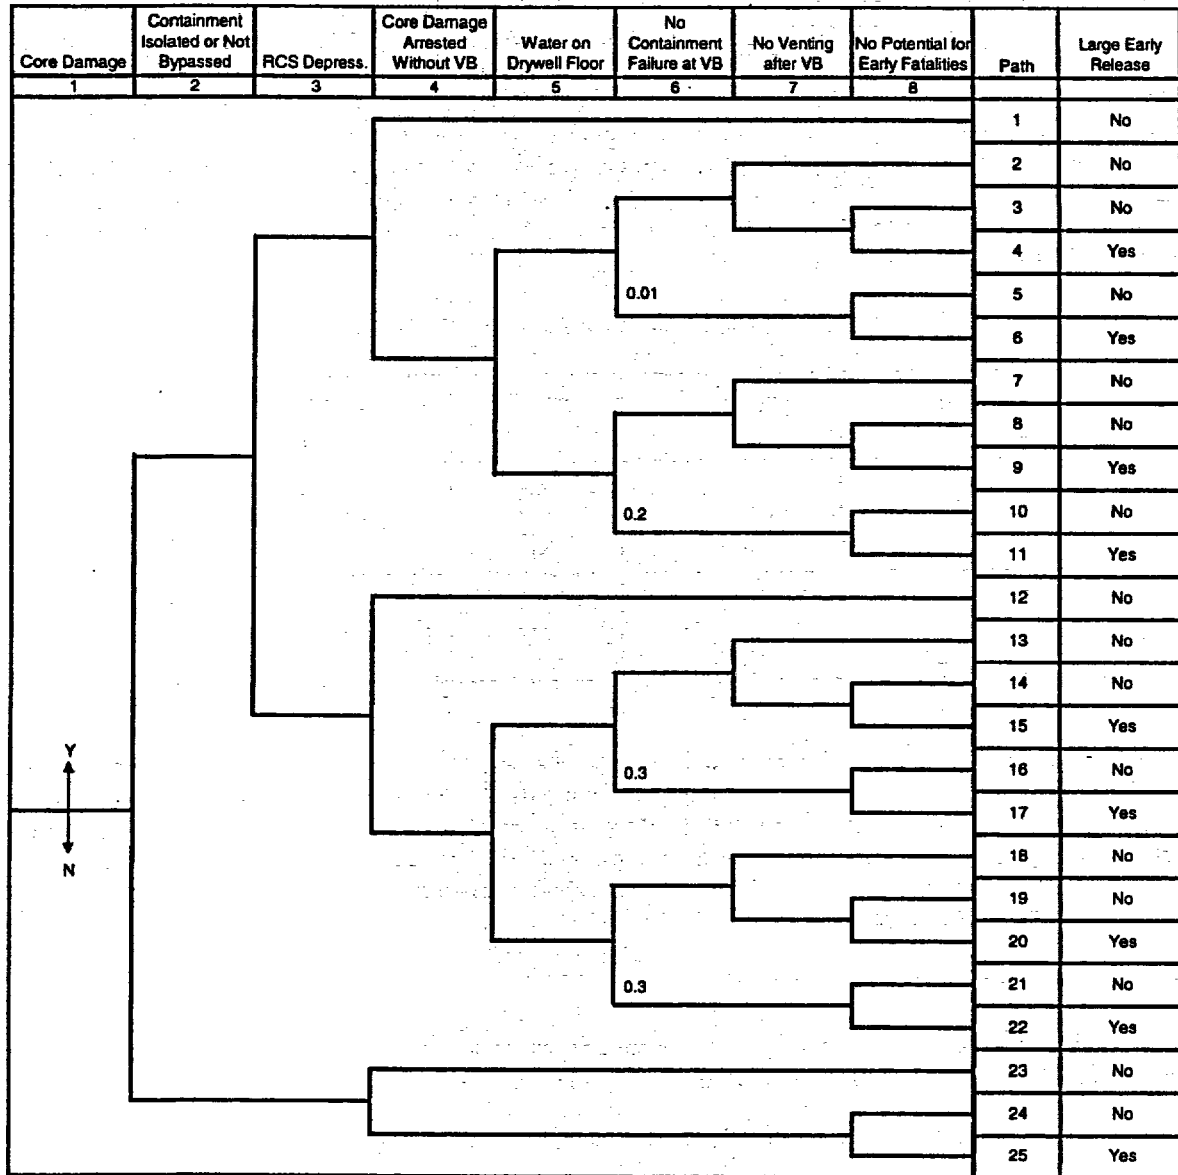 Core Damage
Containment
Isolated or Not
Bypassed
RCS Depress.
Core Damage
Arrested
Without VB
Water on
Drywell Floor
No
Containment
Failure at VB
No Venting
after VB
No Potential for
Early Fatalities
Path
Large Early
Release
1 2 3 4 5 6 7 8
1 No
2 No
3 No
4 Yes
0.01
5 No
6 Yes
7 No
8 No
9 Yes
0.2
10 No
11 Yes
12 No
13 No
14 No
15 Yes
Y
0.3
16 No
17 Yes
N
18 No
19 No
20 Yes
0.3
21 No
22 Yes
23 No
24 No
25 Yes